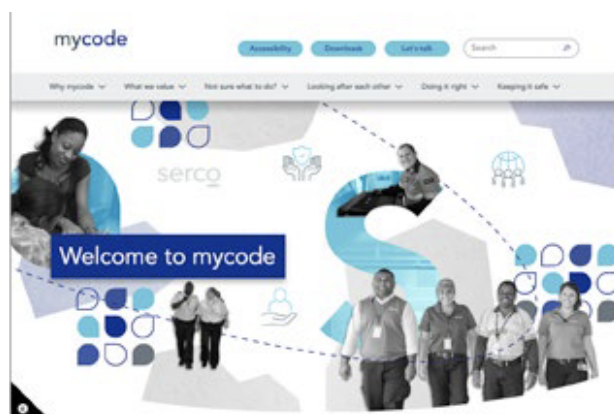 mycode
Accessibility Downloads Let's talk Search
Why mycode What we value Not sure what to do? Looking after each other Doing it right Keeping it safe
serco
Welcome to mycode